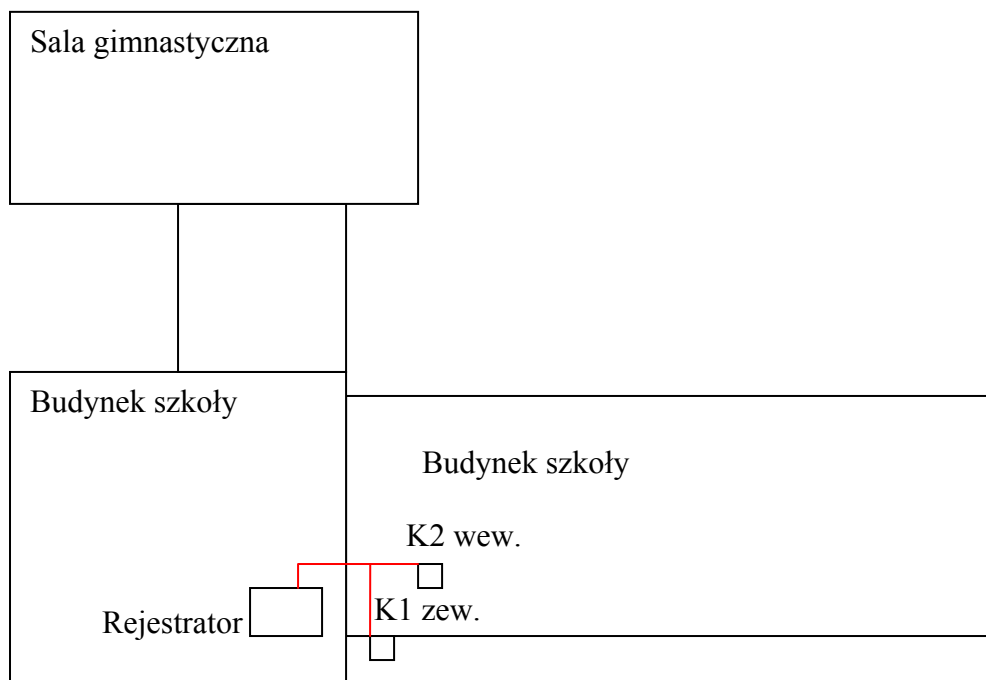 Sala gimnastyczna
Budynek szkoły
Budynek szkoły
K2 wew.
K1 zew.
Rejestrator